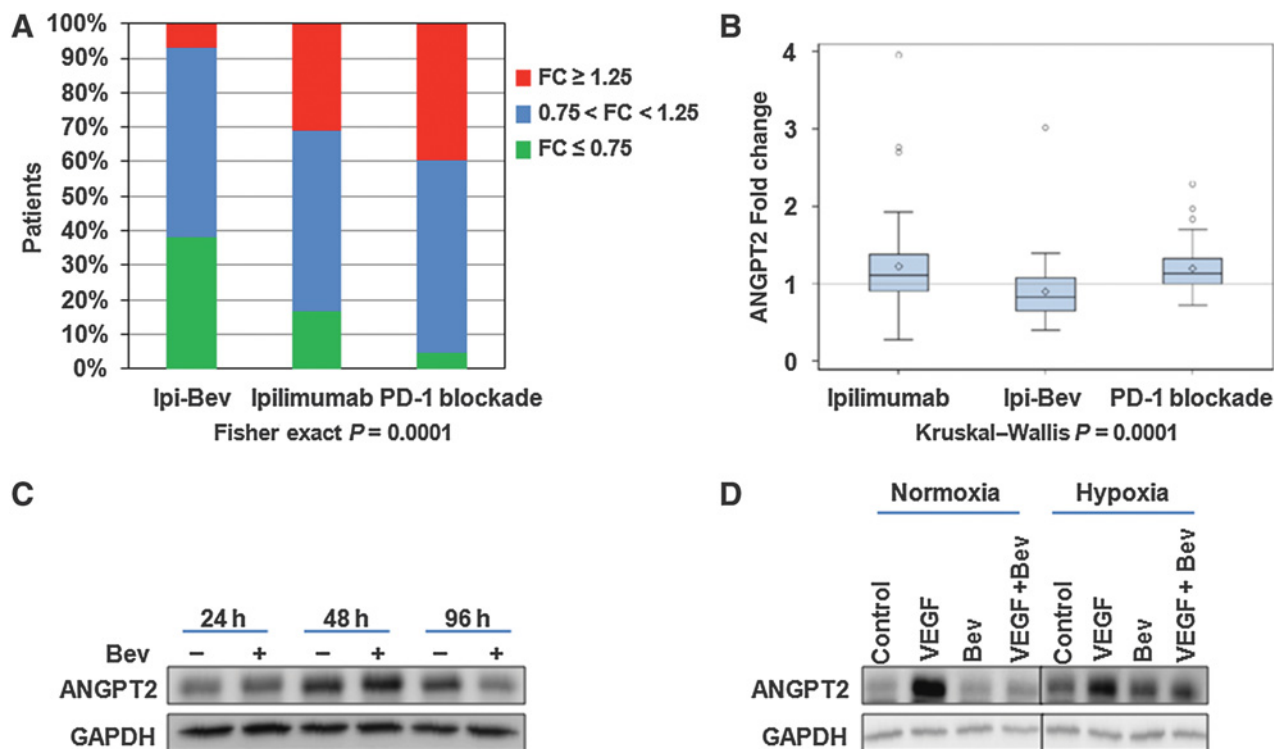 A
100%
90%
80%
70%
60%
50%
40%
30%
20%
10%
0%
Patients
Ipi-Bev Ipilimumab PD-1 blockade
Fisher exact P = 0.0001
FC ≥ 1.25
0.75 < FC < 1.25
FC ≤ 0.75
B
4
3
2
1
0
ANGPT2 Fold change
Ipilimumab Ipi-Bev PD-1 blockade
Kruskal–Wallis P = 0.0001
C
24 h 48 h 96 h
Bev – + – + – +
ANGPT2
GAPDH
D
Normoxia Hypoxia
Control VEGF Bev VEGF+Bev Control VEGF Bev VEGF + Bev
ANGPT2
GAPDH